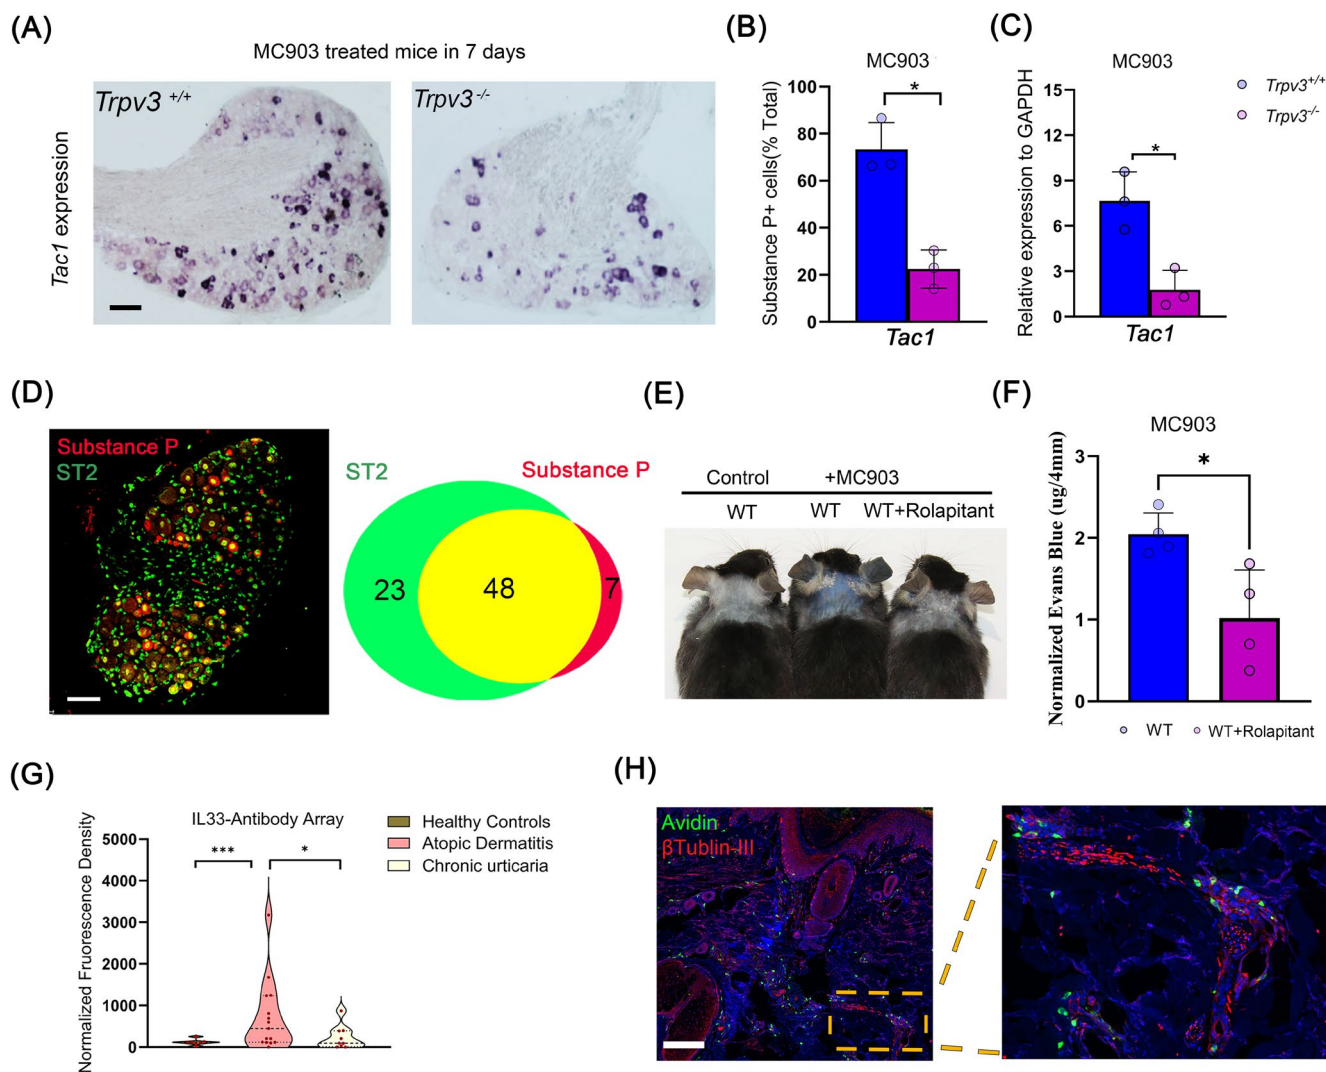 (A)
MC903 treated mice in 7 days
Trpv3 +/+
Trpv3 -/-
Tac1 expression
(B)
MC903
*
Substance P+ cells(% Total)
100
80
60
40
20
0
Tac1
(C)
MC903
*
Relative expression to GAPDH
15
12
9
6
3
0
Tac1
Trpv3+/+
Trpv3-/-
(D)
Substance P
ST2
ST2
Substance P
23
48
7
(E)
Control
+MC903
WT
WT
WT+Rolapitant
(F)
MC903
*
Normalized Evans Blue (ug/4mm)
3
2
1
0
WT
WT+Rolapitant
(G)
IL33-Antibody Array
Normalized Fruorescence Density
5000
4000
3000
2000
1000
0
***
*
Healthy Controls
Atopic Dermatitis
Chronic urticaria
(H)
Avidin
βTublin-III